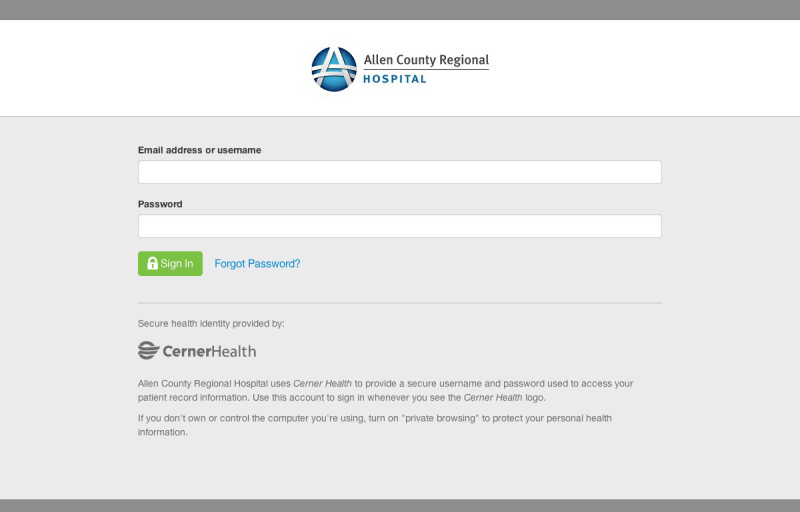 Allen County Regional
HOSPITAL
Email address or username
Password
Sign In
Forgot Password?
Secure health identity provided by:
CernerHealth
Allen County Regional Hospital uses Cerner Health to provide a secure username and password used to access your
patient record information. Use this account to sign in whenever you see the Cerner Health logo.
If you don't own or control the computer you're using, turn on "private browsing" to protect your personal health
information.